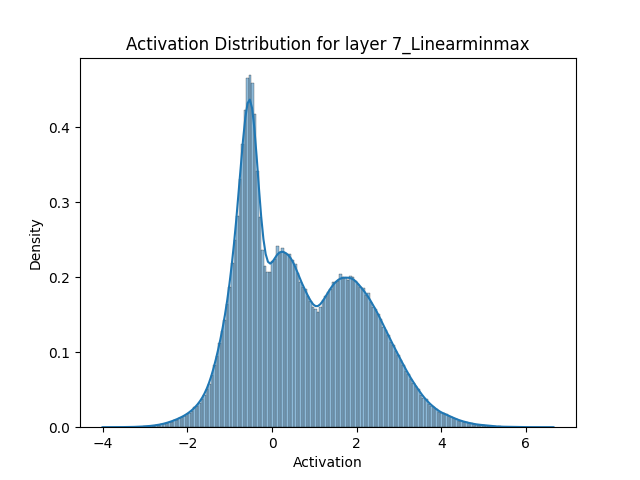 Activation Distribution for layer 7_Linearminmax
Density
0.4
0.3
0.2
0.1
0.0
−4 −2 0 2 4 6
Activation